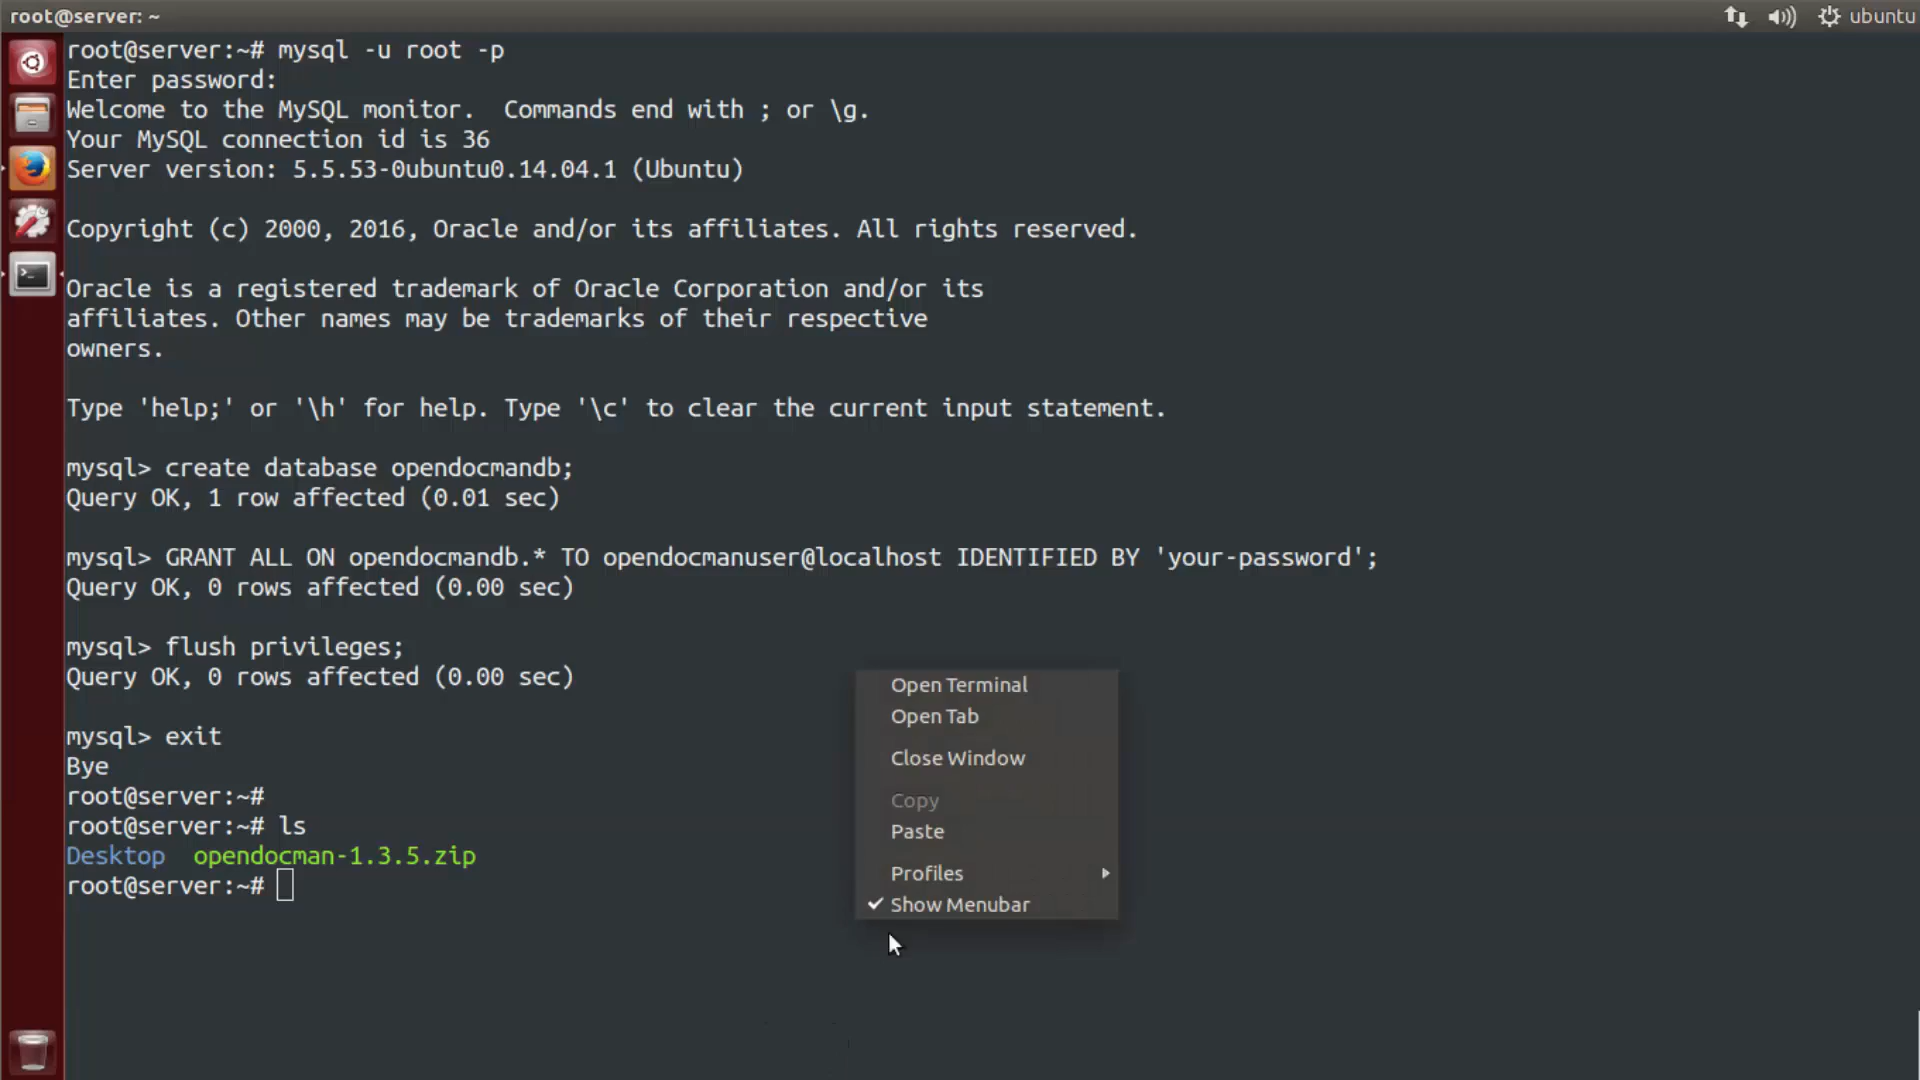 root@server: ~
ubuntu
root@server:~# mysql -u root -p
Enter password:
Welcome to the MySQL monitor.  Commands end with ; or \g.
Your MySQL connection id is 36
Server version: 5.5.53-0ubuntu0.14.04.1 (Ubuntu)
Copyright (c) 2000, 2016, Oracle and/or its affiliates. All rights reserved.
Oracle is a registered trademark of Oracle Corporation and/or its
affiliates. Other names may be trademarks of their respective
owners.
Type 'help;' or '\h' for help. Type '\c' to clear the current input statement.
mysql> create database opendocmandb;
Query OK, 1 row affected (0.01 sec)
mysql> GRANT ALL ON opendocmandb.* TO opendocmanuser@localhost IDENTIFIED BY 'your-password';
Query OK, 0 rows affected (0.00 sec)
mysql> flush privileges;
Query OK, 0 rows affected (0.00 sec)
mysql> exit
Bye
root@server:~#
root@server:~# ls
Desktop  opendocman-1.3.5.zip
root@server:~#
Open Terminal
Open Tab
Close Window
Copy
Paste
Profiles
Show Menubar